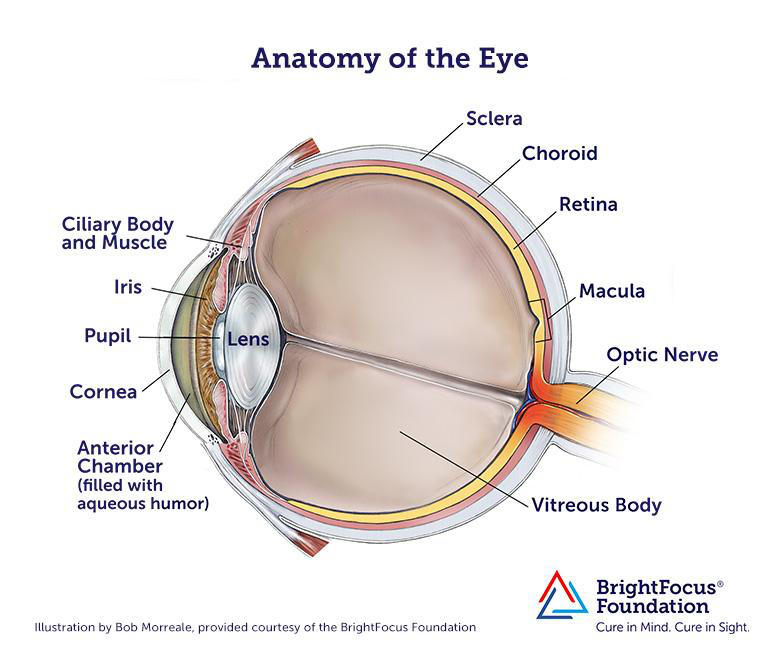 Anatomy of the Eye
Sclera
Choroid
Retina
Ciliary Body
and Muscle
Iris
Macula
Pupil
Lens
Optic Nerve
Cornea
Anterior
Chamber
(filled with
aqueous humor)
Vitreous Body
BrightFocus®
Foundation
Cure in Mind. Cure in Sight.
Illustration by Bob Morreale, provided courtesy of the BrightFocus Foundation